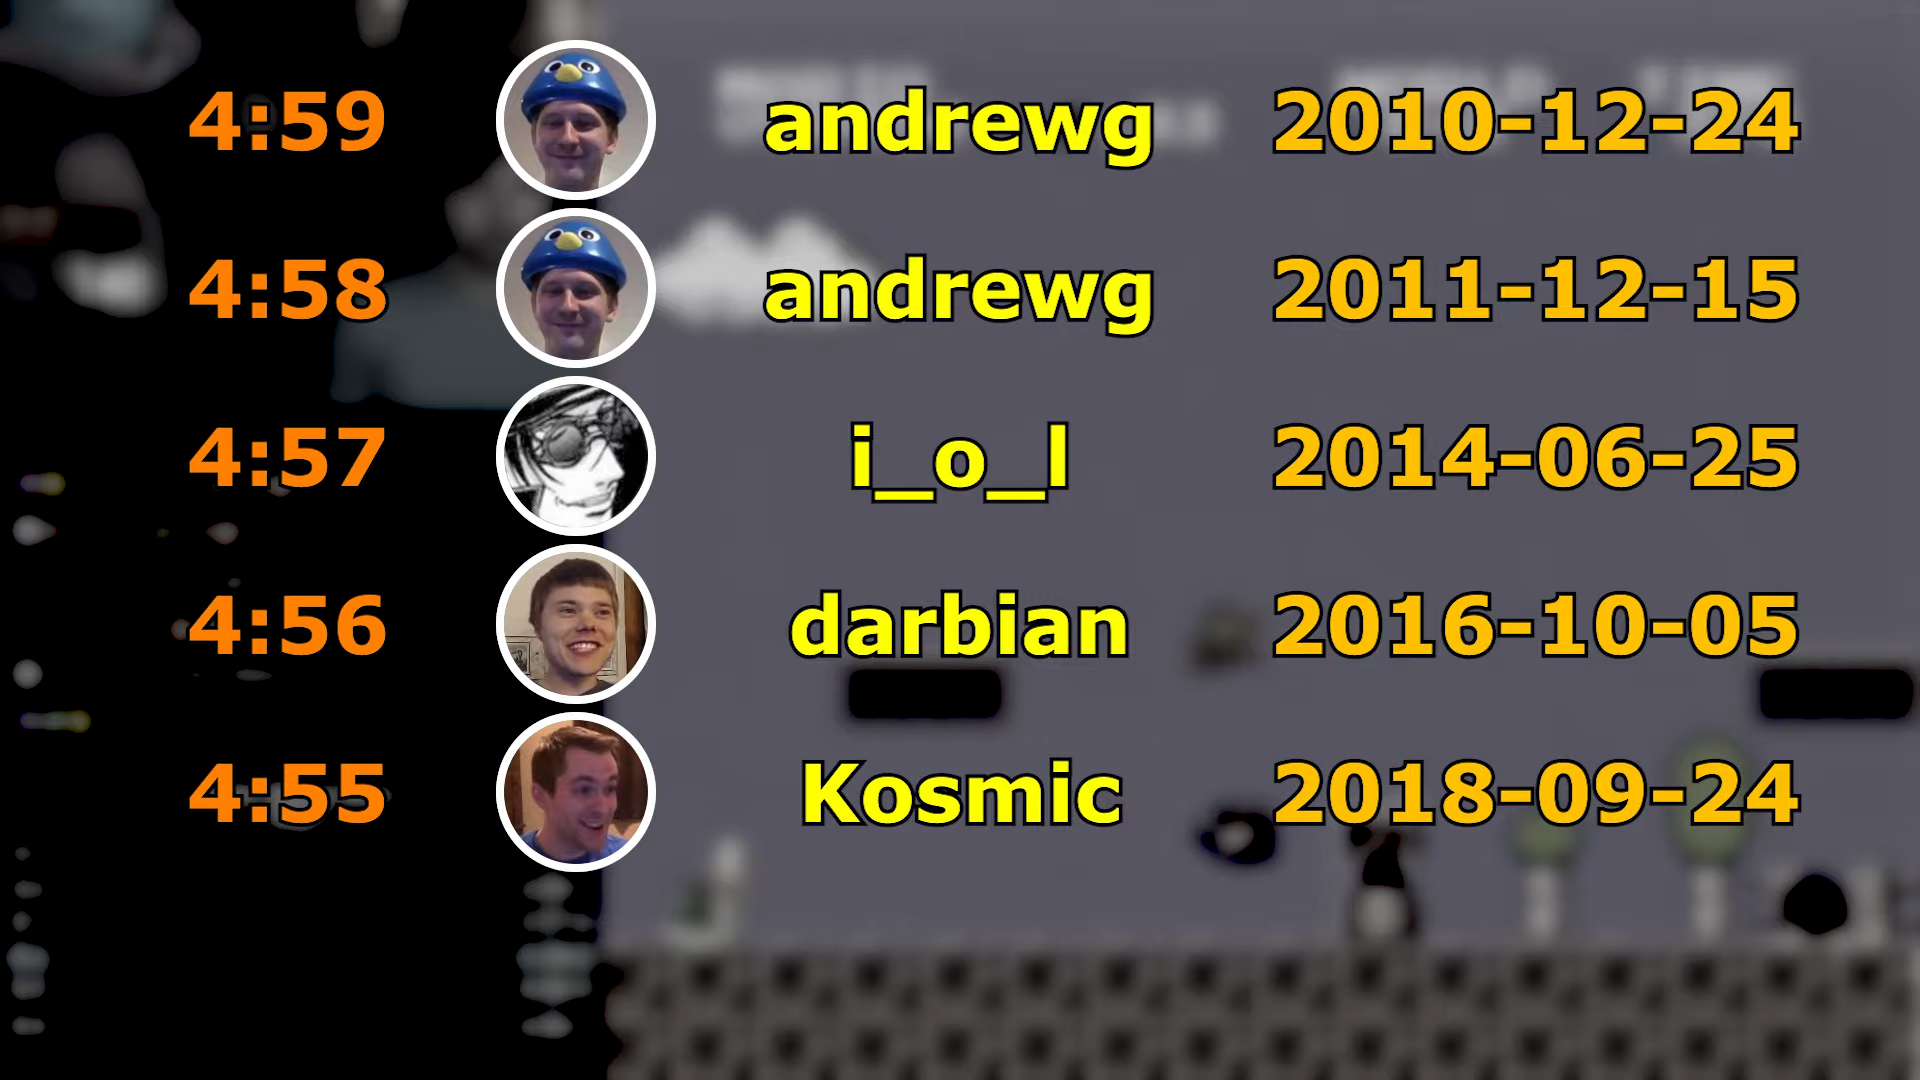 4:59 andrewg 2010-12-24
4:58 andrewg 2011-12-15
4:57 i_o_l 2014-06-25
4:56 darbian 2016-10-05
4:55 Kosmic 2018-09-24